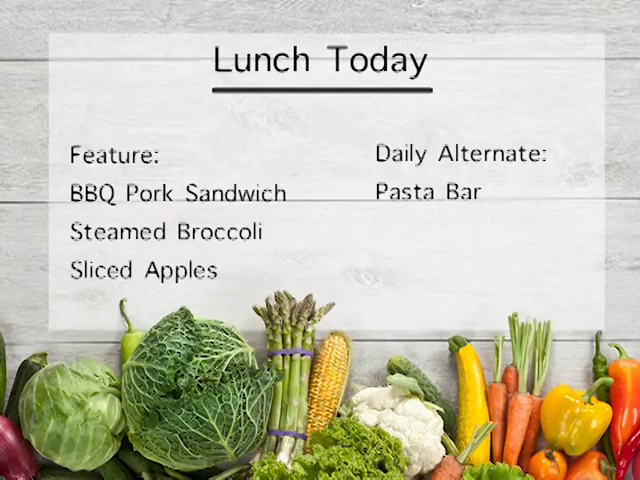 Lunch Today
Feature:
BBQ Pork Sandwich
Steamed Broccoli
Sliced Apples
Daily Alternate:
Pasta Bar